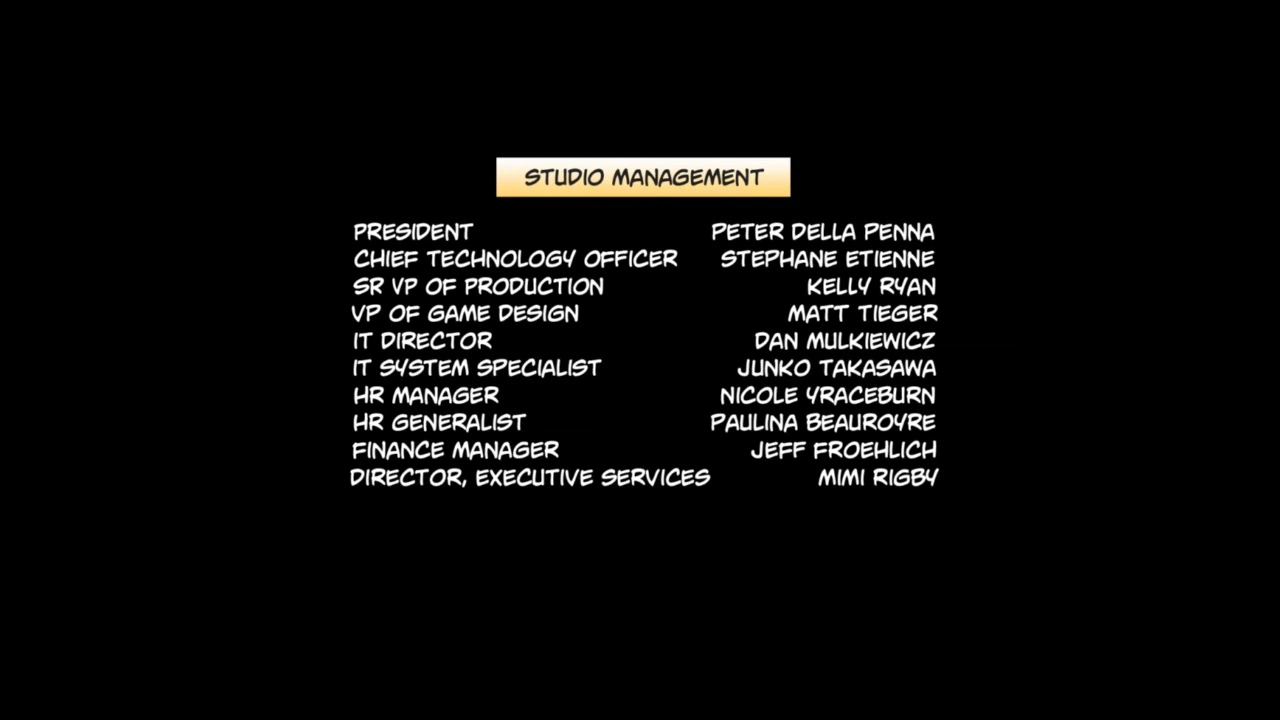 STUDIO MANAGEMENT
PRESIDENT PETER DELLA PENNA
CHIEF TECHNOLOGY OFFICER STEPHANE ETIENNE
SR VP OF PRODUCTION KELLY RYAN
VP OF GAME DESIGN MATT TIEGER
IT DIRECTOR DAN MULKIEWICZ
IT SYSTEM SPECIALIST JUNKO TAKASAWA
HR MANAGER NICOLE YRACEBURN
HR GENERALIST PAULINA BEAUROYRE
FINANCE MANAGER JEFF FROEHLICH
DIRECTOR, EXECUTIVE SERVICES MIMI RIGBY